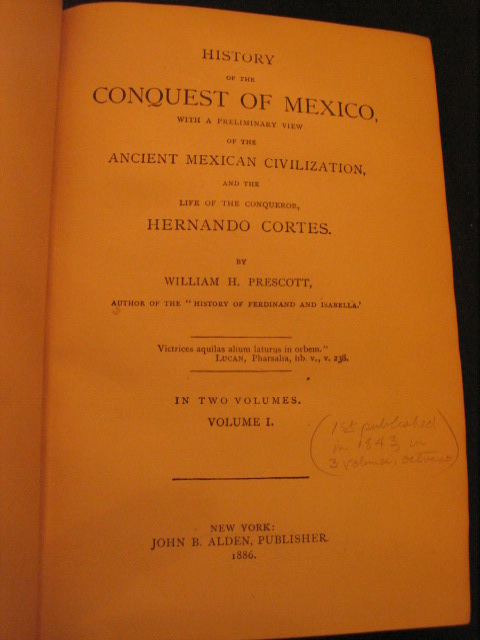 HISTORY
OF THE
CONQUEST OF MEXICO,
WITH A PRELIMINARY VIEW
OF THE
ANCIENT MEXICAN CIVILIZATION,
AND THE
LIFE OF THE CONQUEROR,
HERNANDO CORTES.
BY
WILLIAM H. PRESCOTT,
AUTHOR OF THE "HISTORY OF FERDINAND AND ISABELLA.'
Victrices aquilas alium laturus in orbem."
LUCAN, Pharsalia, lib. v., v. 238.
IN TWO VOLUMES.
VOLUME I.
(1st published
in 1843 in
3 volumes, octavo)
NEW YORK:
JOHN B. ALDEN, PUBLISHER.
1886.